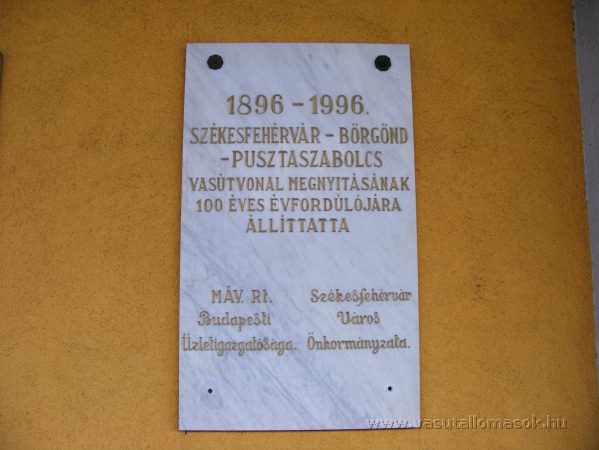 1896 - 1996.
SZÉKESFEHÉRVÁR - BÖRGÖND
-PUSZTASZABOLCS
VASÚTVONAL MEGNYITÁSÁNAK
100 ÉVES ÉVFORDÚLÓJÁRA
ÁLLÍTTATTA
MÁV. Rt.
Budapesti
Üzletigazgatósága.
Székesfehérvár
Város
Önkormányzata.
www.vasutallomasok.hu